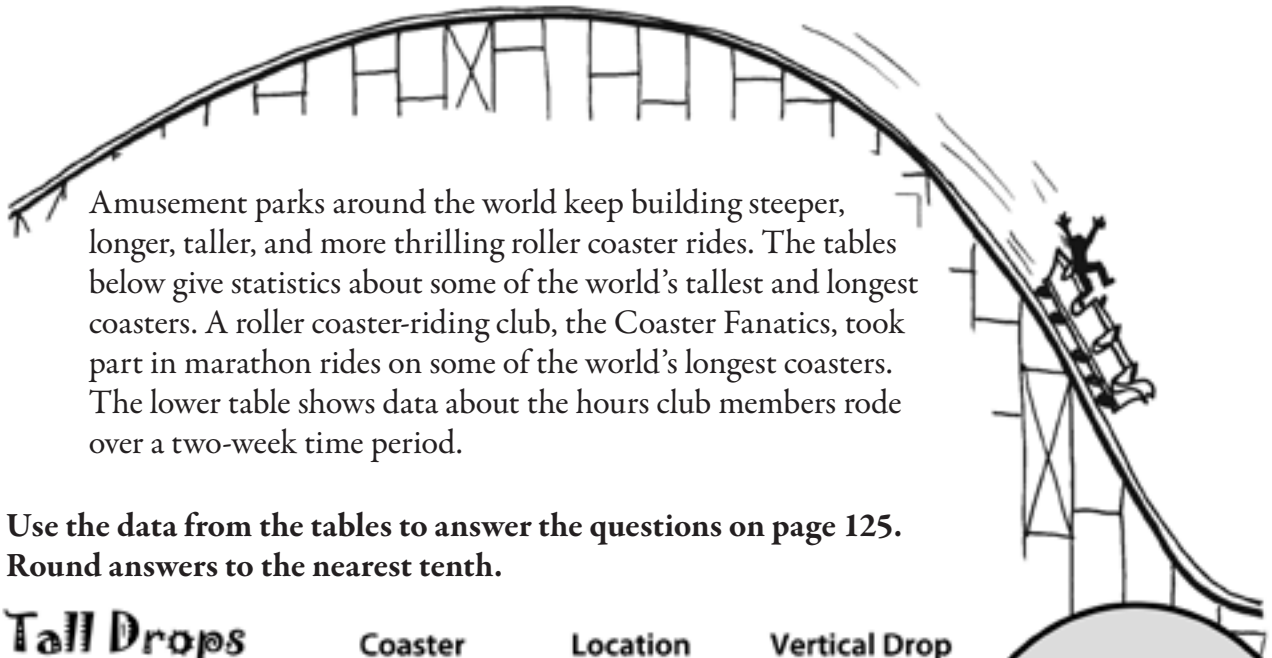 Amusement parks around the world keep building steeper,
longer, taller, and more thrilling roller coaster rides. The tables
below give statistics about some of the world's tallest and longest
coasters. A roller coaster-riding club, the Coaster Fanatics, took
part in marathon rides on some of the world's longest coasters.
The lower table shows data about the hours club members rode
over a two-week time period.
Use the data from the tables to answer the questions on page 125.
Round answers to the nearest tenth.
Tall Drops Coaster Location Vertical Drop